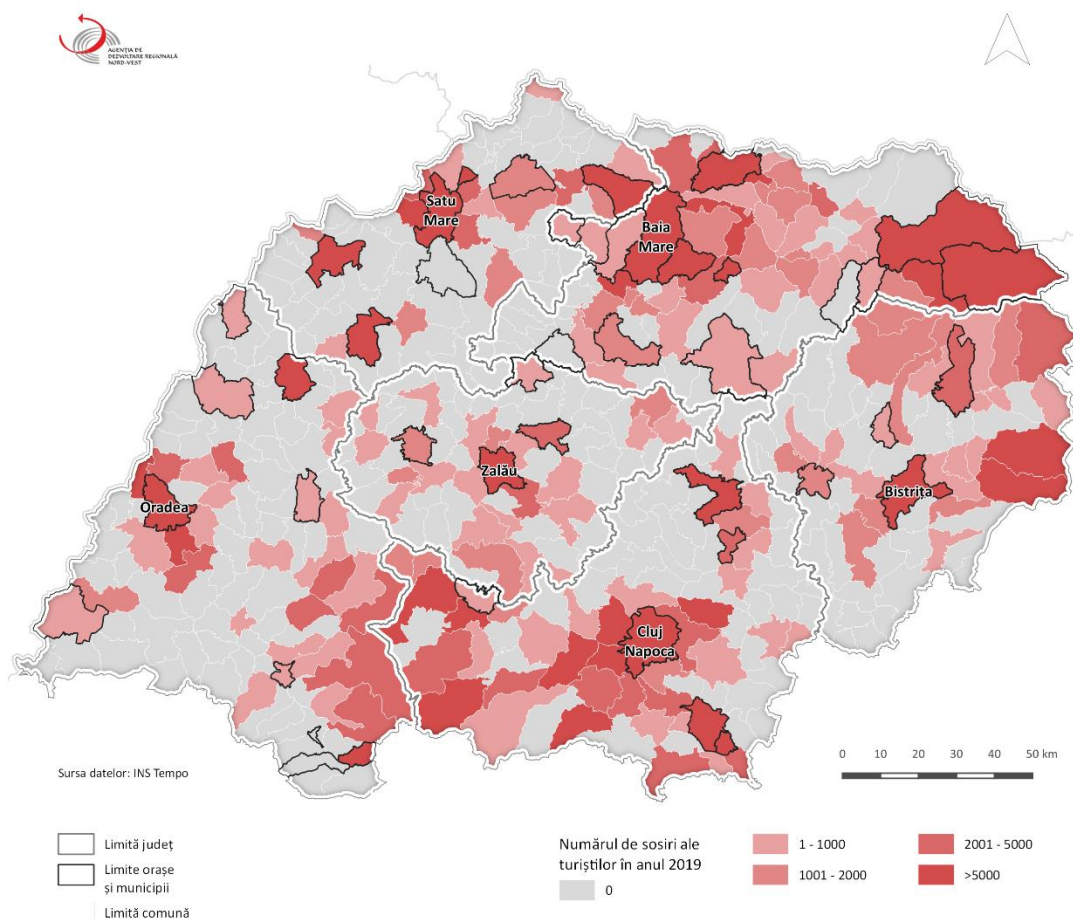 AGENȚIA DE
DEZVOLTARE REGIONALĂ
NORD-VEST
Satu
Mare
Baia
Mare
Zalău
Oradea
Bistrița
Cluj
Napoca
Sursa datelor: INS Tempo
0 10 20 30 40 50 km
Limită județ
Limite orașe
și municipii
Limită comună
Numărul de sosiri ale
turiștilor în anul 2019
0
1 - 1000
1001 - 2000
2001 - 5000
>5000